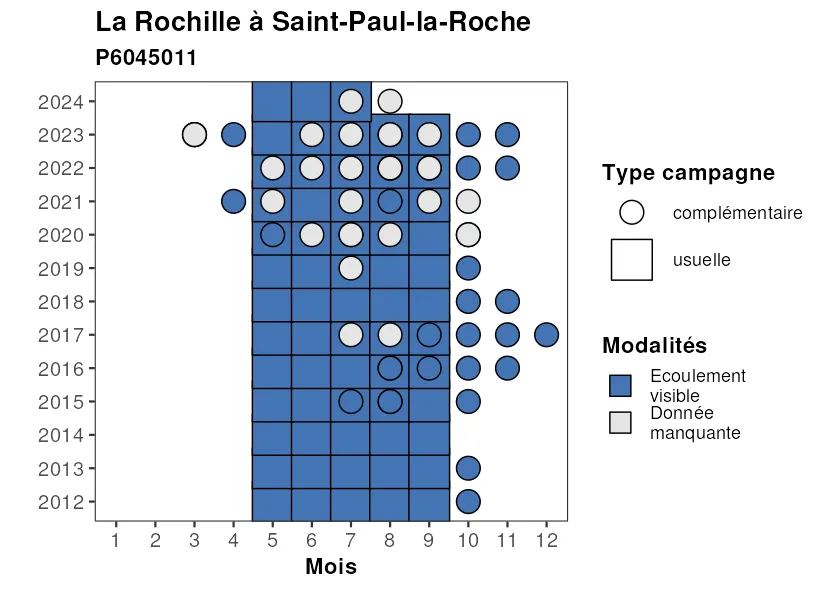 La Rochille à Saint-Paul-la-Roche
P6045011
2024
2023
2022
2021
2020
2019
2018
2017
2016
2015
2014
2013
2012
1 2 3 4 5 6 7 8 9 10 11 12
Mois
Type campagne
complémentaire
usuelle
Modalités
Ecoulement
visible
Donnée
manquante